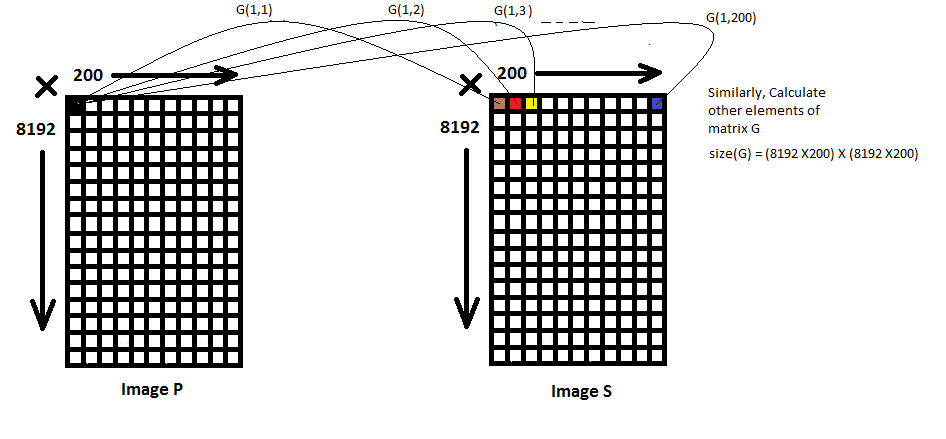 G(1,1)
G(1,2)
G(1,3 )
G(1,200)
200
8192
200
8192
Similarly, Calculate
other elements of
matrix G
size(G) = (8192 X200) X (8192 X200)
Image P
Image S